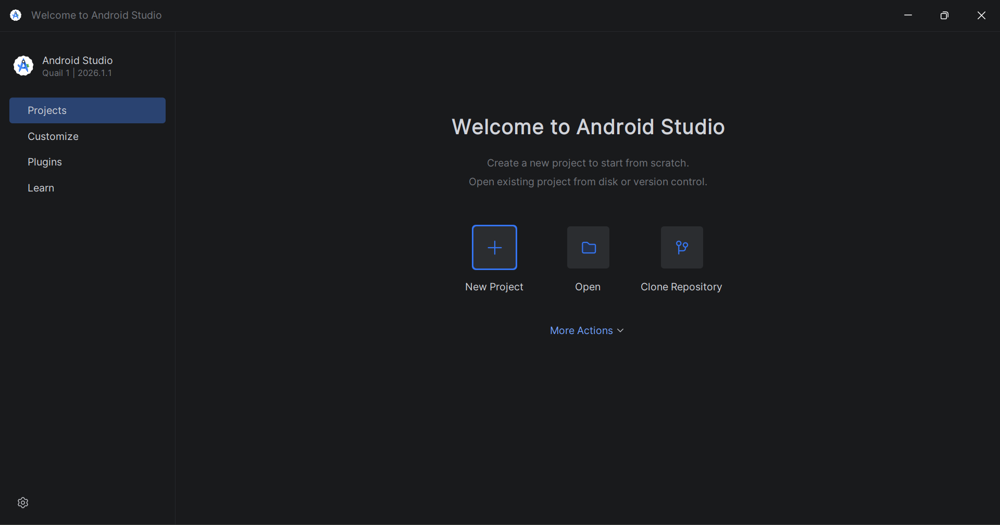 Welcome to Android Studio
Android Studio
Quail 1 | 2026.1.1
Projects
Customize
Plugins
Learn
Welcome to Android Studio
Create a new project to start from scratch.
Open existing project from disk or version control.
New Project
Open
Clone Repository
More Actions